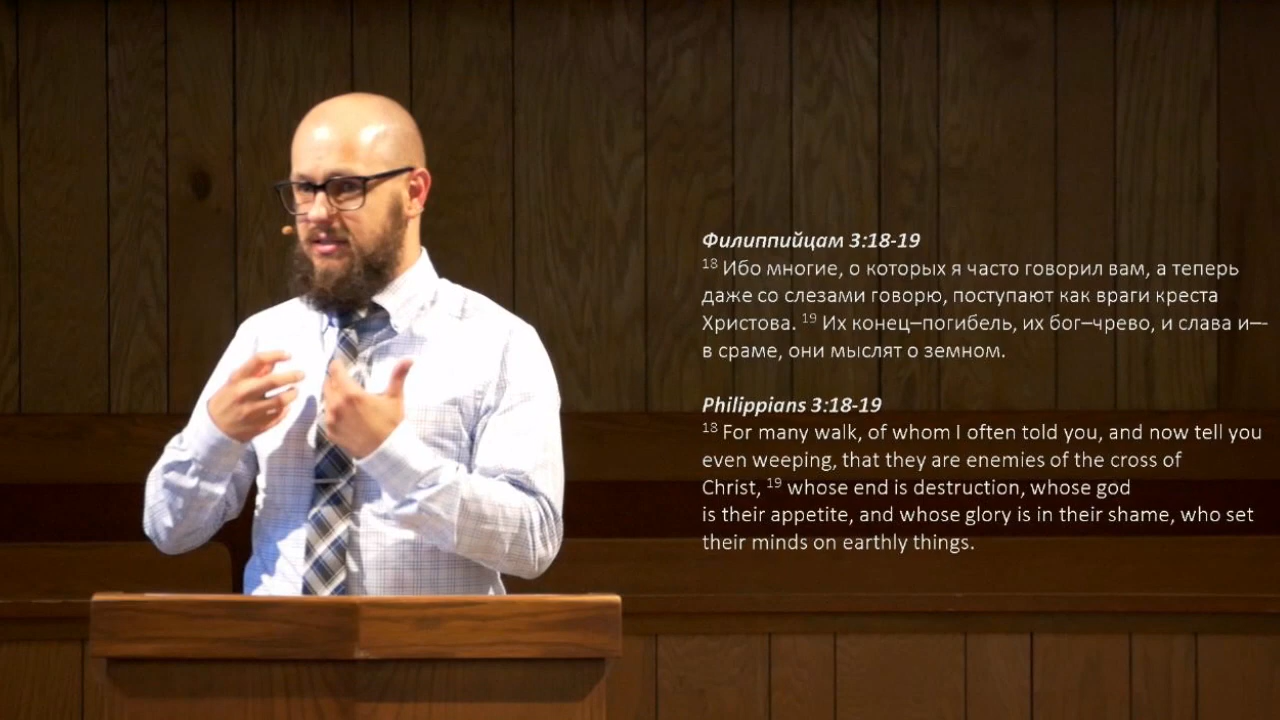 Филиппийцам 3:18-19
18 Ибо многие, о которых я часто говорил вам, а теперь
даже со слезами говорю, поступают как враги креста
Христова. 19 Их конец–погибель, их бог–чрево, и слава и–-
в сраме, они мыслят о земном.
Philippians 3:18-19
18 For many walk, of whom I often told you, and now tell you
even weeping, that they are enemies of the cross of
Christ, 19 whose end is destruction, whose god
is their appetite, and whose glory is in their shame, who set
their minds on earthly things.